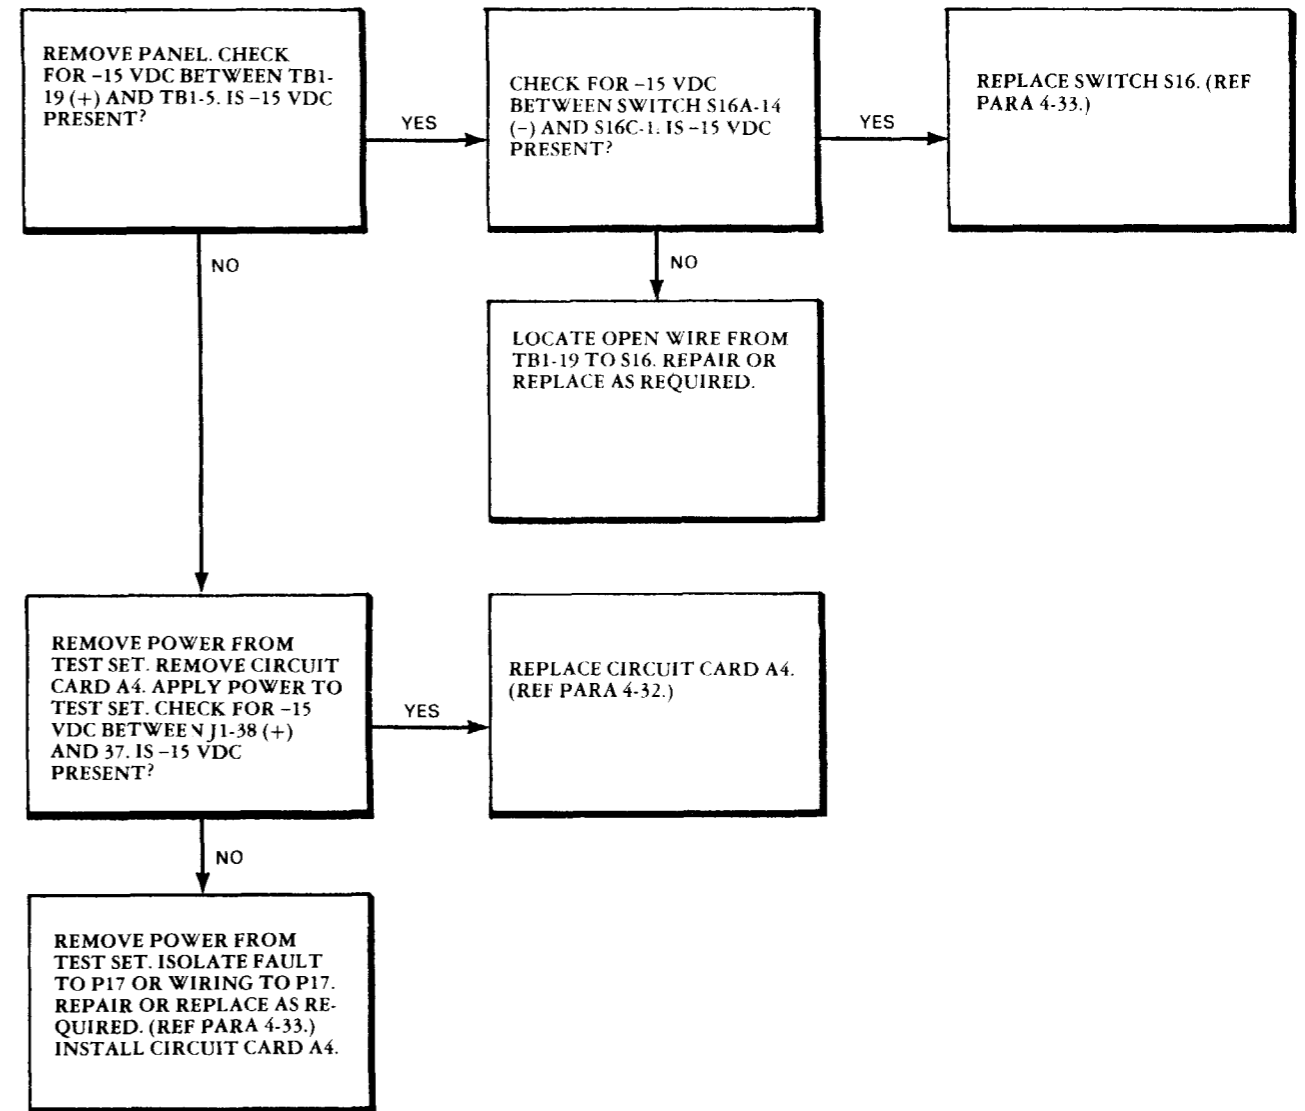 REMOVE PANEL. CHECK
FOR -15 VDC BETWEEN TB1-
19 (+) AND TB1-5. IS -15 VDC
PRESENT?
YES
CHECK FOR -15 VDC
BETWEEN SWITCH S16A-14
(-) AND S16C-1. IS -15 VDC
PRESENT?
YES
REPLACE SWITCH S16. (REF
PARA 4-33.)
NO
NO
LOCATE OPEN WIRE FROM
TB1-19 TO S16. REPAIR OR
REPLACE AS REQUIRED.
REMOVE POWER FROM
TEST SET. REMOVE CIRCUIT
CARD A4. APPLY POWER TO
TEST SET. CHECK FOR -15
VDC BETWEEN J1-38 (+)
AND 37. IS -15 VDC
PRESENT?
YES
REPLACE CIRCUIT CARD A4.
(REF PARA 4-32.)
NO
REMOVE POWER FROM
TEST SET. ISOLATE FAULT
TO P17 OR WIRING TO P17.
REPAIR OR REPLACE AS RE-
QUIRED. (REF PARA 4-33.)
INSTALL CIRCUIT CARD A4.